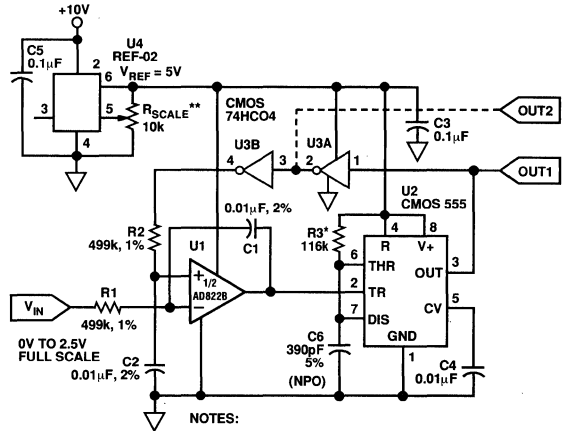 +10V
C5
0.1μF
U4
REF-02
VREF = 5V
2
6
3
5
4
RSCALE**
10k
CMOS
74HCO4
OUT2
C3
0.1μF
U3B
U3A
4
3
2
1
OUT1
U2
CMOS 555
0.01μF, 2%
C1
R2
499k, 1%
U1
R3*
116k
4
8
R
V+
6
THR
OUT
3
+
1/2
AD822B
–
2
TR
VIN
R1
499k, 1%
7
DIS
CV
5
0V TO 2.5V
FULL SCALE
GND
1
C2
0.01μF, 2%
C6
390pF
5%
(NPO)
C4
0.01μF
NOTES: